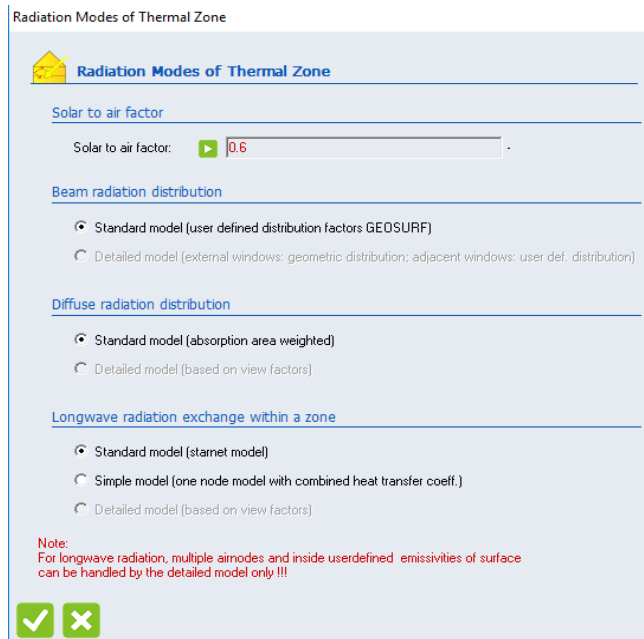 Radiation Modes of Thermal Zone
Radiation Modes of Thermal Zone
Solar to air factor
Solar to air factor: 0.6 -
Beam radiation distribution
Standard model (user defined distribution factors GEOSURF)
Detailed model (external windows: geometric distribution; adjacent windows: user def. distribution)
Diffuse radiation distribution
Standard model (absorption area weighted)
Detailed model (based on view factors)
Longwave radiation exchange within a zone
Standard model (starnet model)
Simple model (one node model with combined heat transfer coeff.)
Detailed model (based on view factors)
Note:
For longwave radiation, multiple airnodes and inside userdefined emissivities of surface
can be handled by the detailed model only !!!